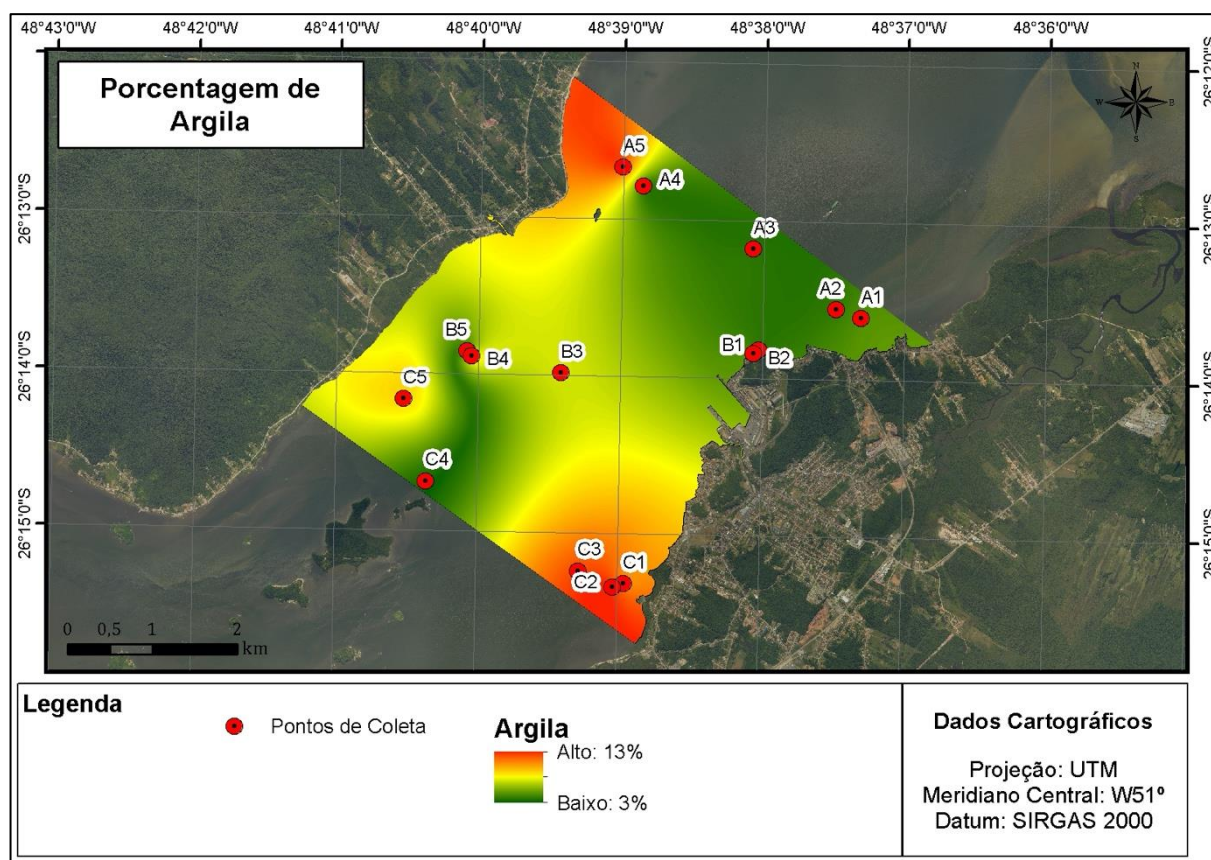 48°43'0"W
48°42'0"W
48°41'0"W
48°40'0"W
48°39'0"W
48°38'0"W
48°37'0"W
48°36'0"W
Porcentagem de
Argila
26°12'0"S
26°13'0"S
26°13'0"S
26°14'0"S
26°14'0"S
26°15'0"S
26°15'0"S
N
W
S
A5
A4
A3
A2
A1
B5
B4
B3
B1
B2
C5
C4
C3
C1
C2
0 0,5 1 2
km
Legenda
Pontos de Coleta
Argila
Alto: 13%
Baixo: 3%
Dados Cartográficos
Projeção: UTM
Meridiano Central: W51º
Datum: SIRGAS 2000